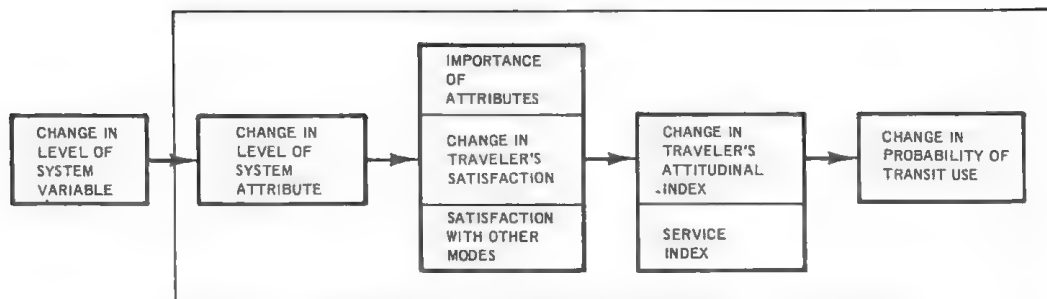 CHANGE IN
LEVEL OF
SYSTEM
VARIABLE
CHANGE IN
LEVEL OF
SYSTEM
ATTRIBUTE
IMPORTANCE
OF
ATTRIBUTES
CHANGE IN
TRAVELER'S
SATISFACTION
SATISFACTION
WITH OTHER
MODES
CHANGE IN
TRAVELER'S
ATTITUDINAL
INDEX
SERVICE
INDEX
CHANGE IN
PROBABILITY OF
TRANSIT USE